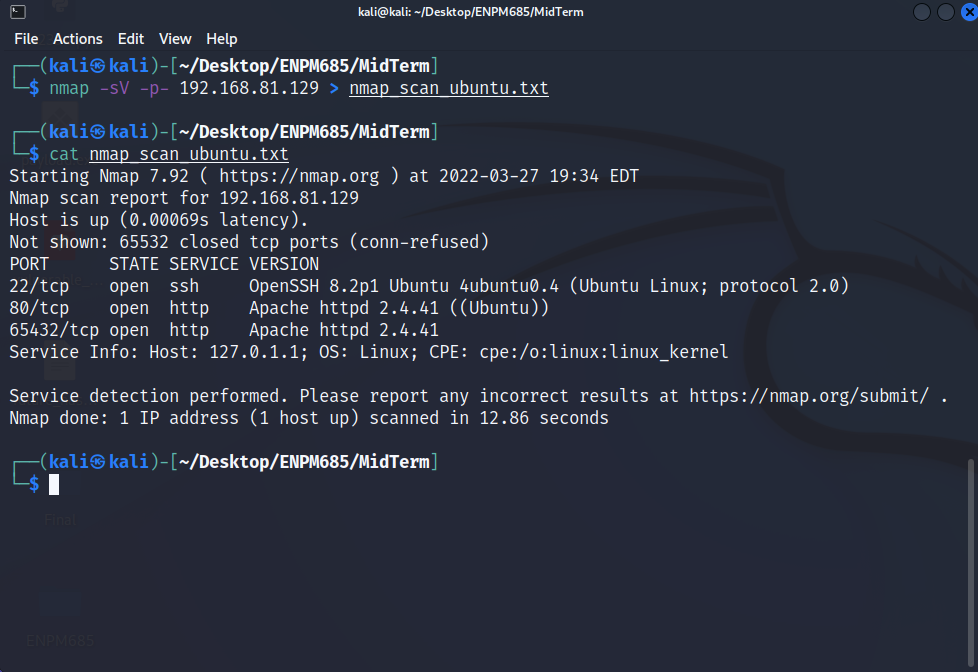 kali@kali: ~/Desktop/ENPM685/MidTerm
File Actions Edit View Help
┌──(kali㉿kali)-[~/Desktop/ENPM685/MidTerm]
└─$ nmap -sV -p- 192.168.81.129 > nmap_scan_ubuntu.txt
┌──(kali㉿kali)-[~/Desktop/ENPM685/MidTerm]
└─$ cat nmap_scan_ubuntu.txt
Starting Nmap 7.92 ( https://nmap.org ) at 2022-03-27 19:34 EDT
Nmap scan report for 192.168.81.129
Host is up (0.00069s latency).
Not shown: 65532 closed tcp ports (conn-refused)
PORT      STATE SERVICE VERSION
22/tcp    open  ssh     OpenSSH 8.2p1 Ubuntu 4ubuntu0.4 (Ubuntu Linux; protocol 2.0)
80/tcp    open  http    Apache httpd 2.4.41 ((Ubuntu))
65432/tcp open  http    Apache httpd 2.4.41
Service Info: Host: 127.0.1.1; OS: Linux; CPE: cpe:/o:linux:linux_kernel
Service detection performed. Please report any incorrect results at https://nmap.org/submit/ .
Nmap done: 1 IP address (1 host up) scanned in 12.86 seconds
┌──(kali㉿kali)-[~/Desktop/ENPM685/MidTerm]
└─$
Final
ENPM685